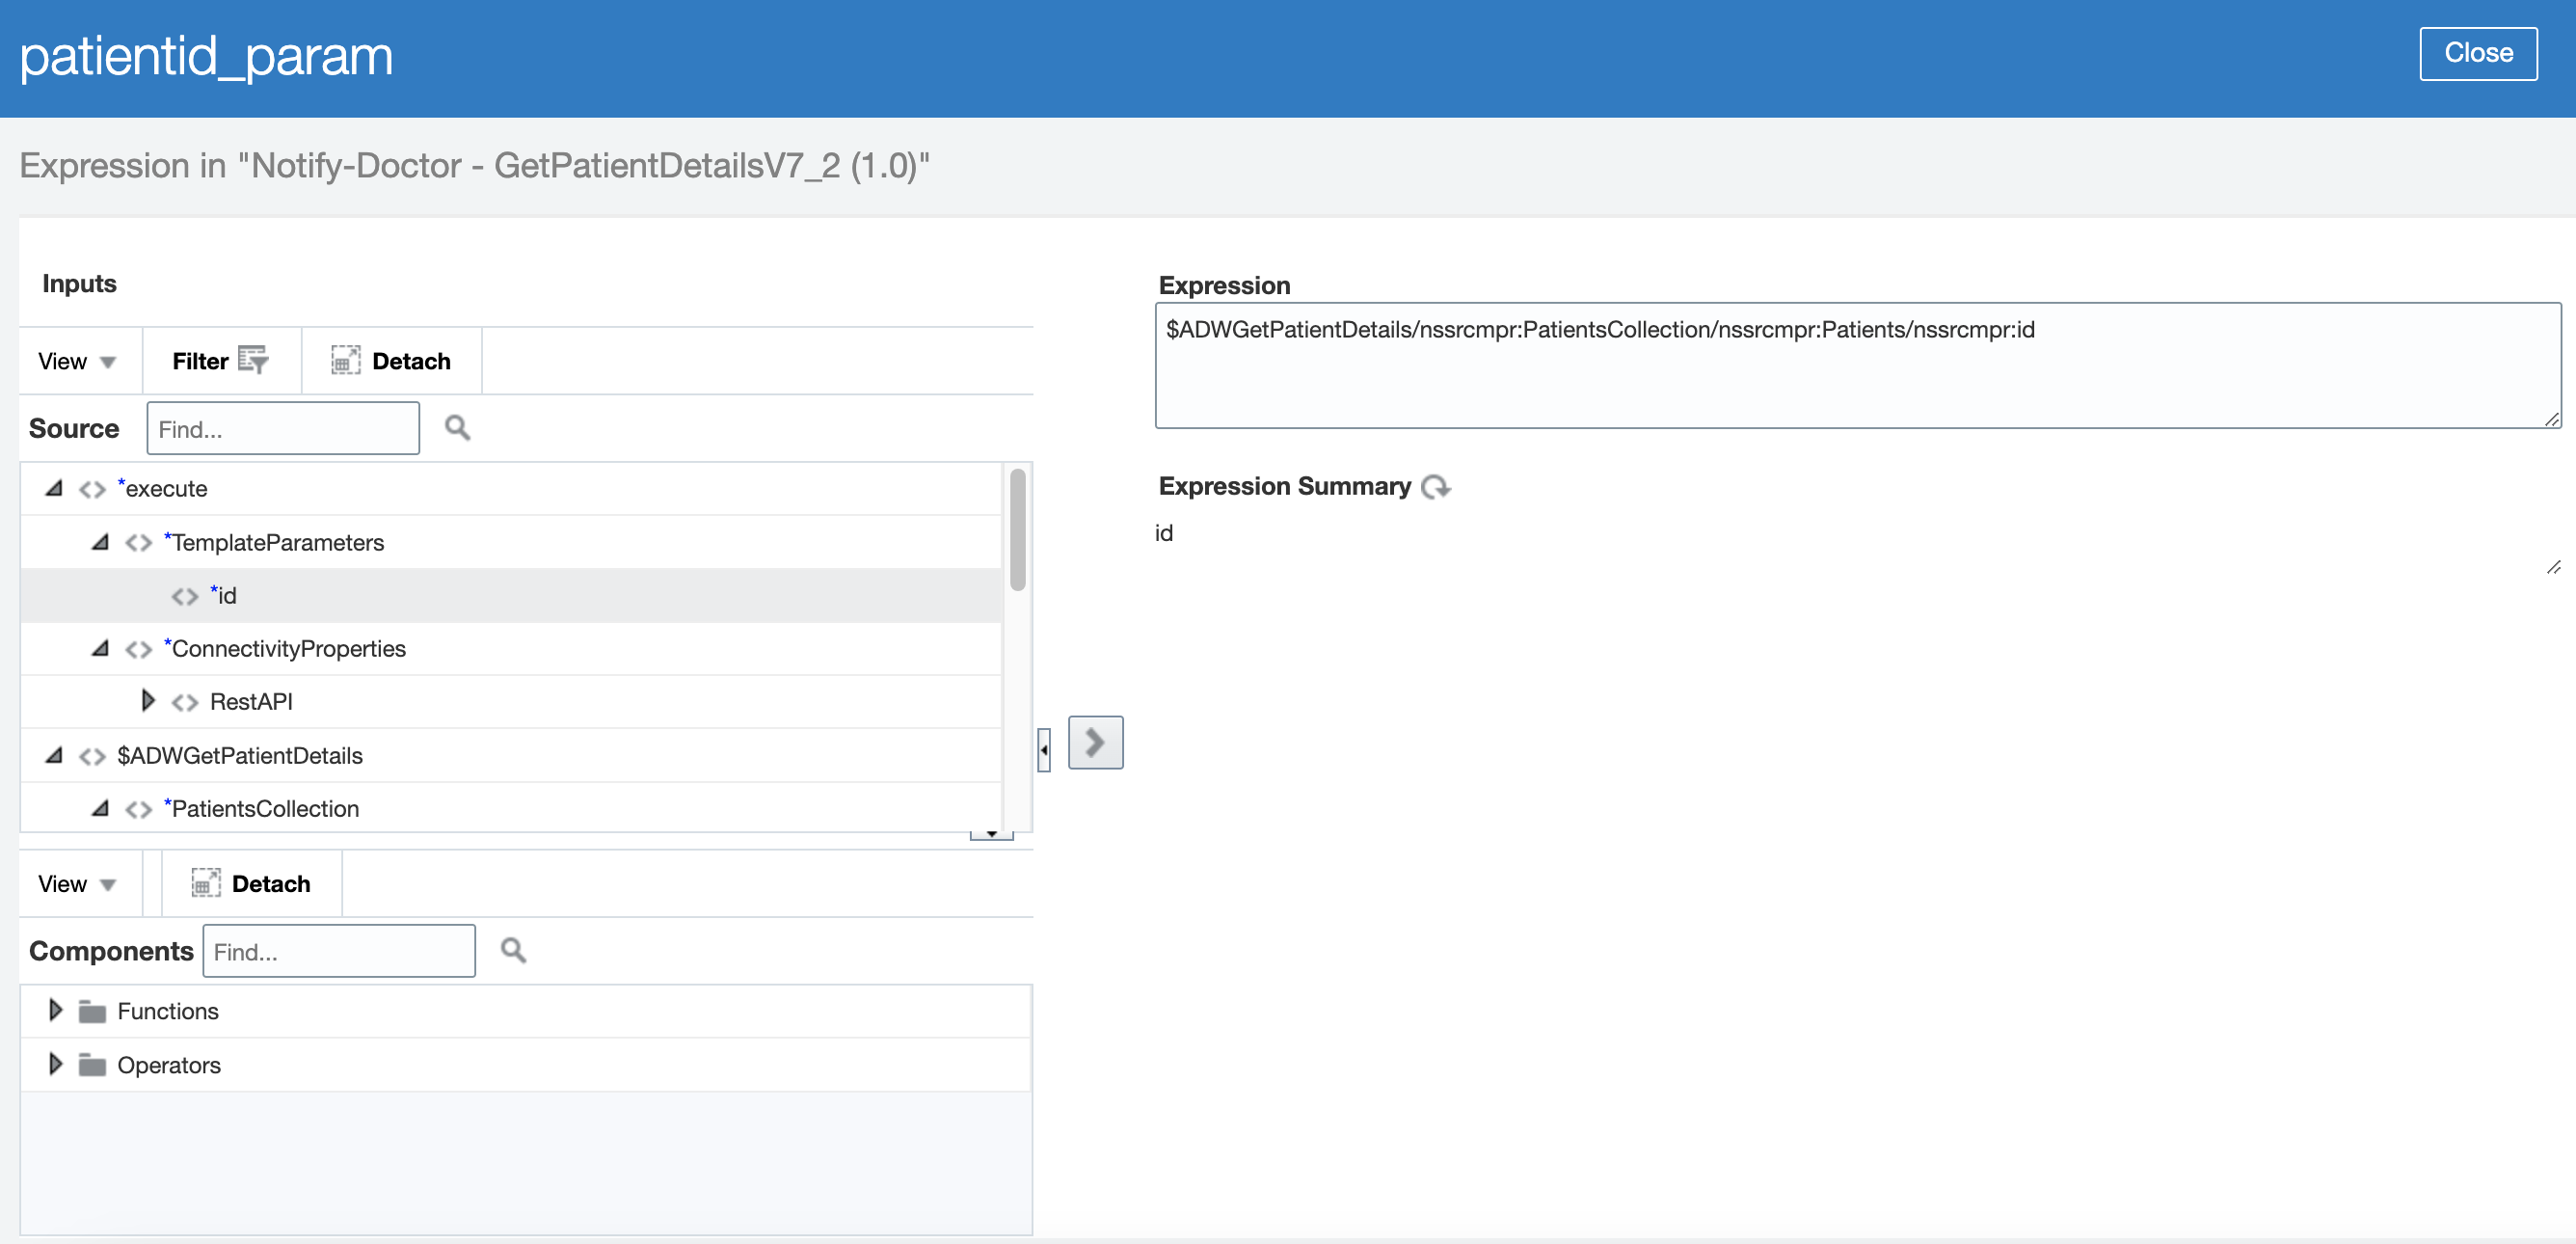 patientid_param
Close
Expression in "Notify-Doctor - GetPatientDetailsV7_2 (1.0)"
Inputs
View
Filter
Detach
Source
Find...
*execute
*TemplateParameters
*id
*ConnectivityProperties
RestAPI
$ADWGetPatientDetails
*PatientsCollection
View
Detach
Components
Find...
Functions
Operators
Expression
$ADWGetPatientDetails/nssrcmpr:PatientsCollection/nssrcmpr:Patients/nssrcmpr:id
Expression Summary
id